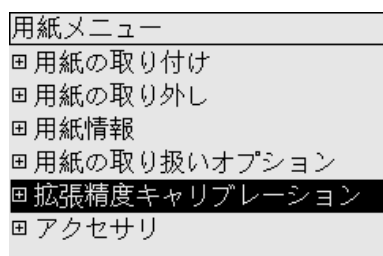 用紙メニュー
用紙の取り付け
用紙の取り外し
用紙情報
用紙の取り扱いオプション
拡張精度キャリブレーション
アクセサリ